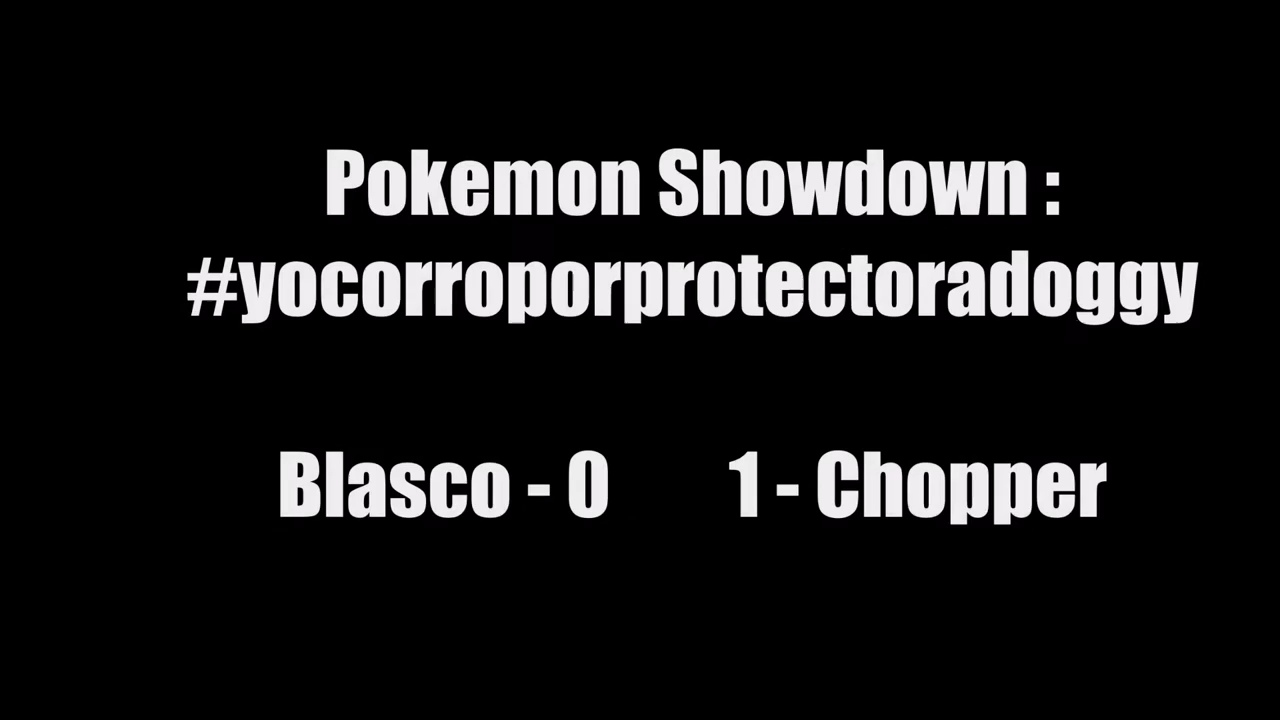 Pokemon Showdown :
#yocorroporprotectoradoggy
Blasco - 0 1 - Chopper